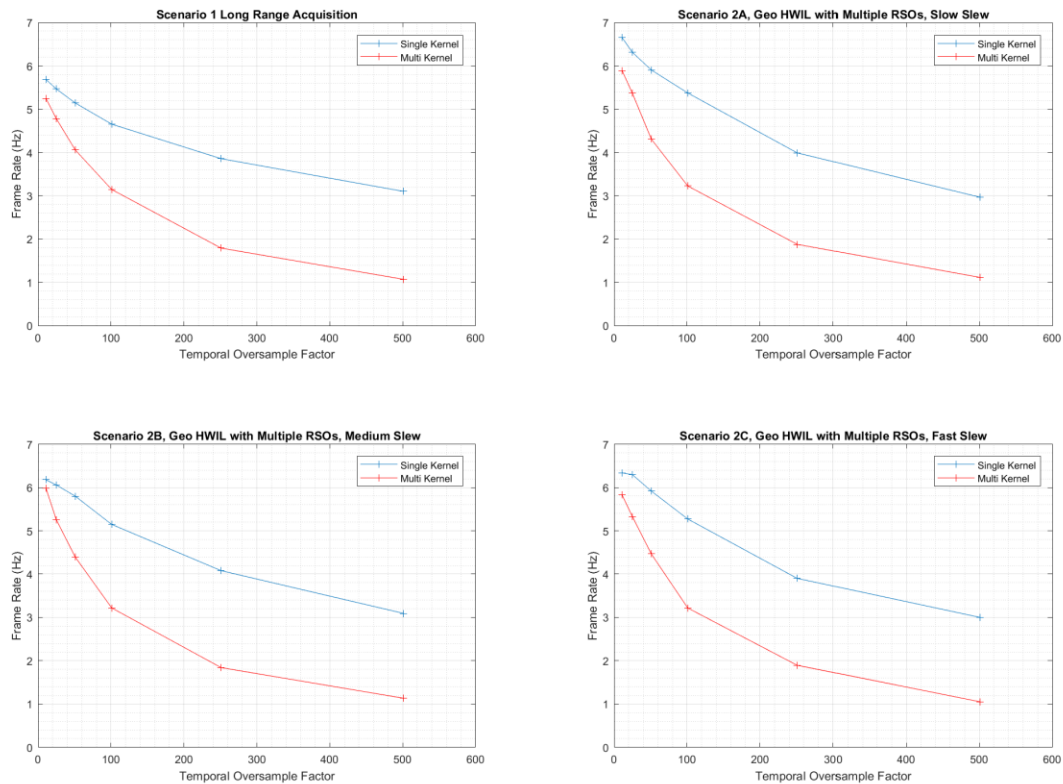 Scenario 1 Long Range Acquisition
7
6
5
4
3
2
1
0
Frame Rate (Hz)
Single Kernel
Multi Kernel
0 100 200 300 400 500 600
Temporal Oversample Factor
Scenario 2A, Geo HWIL with Multiple RSOs, Slow Slew
7
6
5
4
3
2
1
0
Frame Rate (Hz)
Single Kernel
Multi Kernel
0 100 200 300 400 500 600
Temporal Oversample Factor
Scenario 2B, Geo HWIL with Multiple RSOs, Medium Slew
7
6
5
4
3
2
1
0
Frame Rate (Hz)
Single Kernel
Multi Kernel
0 100 200 300 400 500 600
Temporal Oversample Factor
Scenario 2C, Geo HWIL with Multiple RSOs, Fast Slew
7
6
5
4
3
2
1
0
Frame Rate (Hz)
Single Kernel
Multi Kernel
0 100 200 300 400 500 600
Temporal Oversample Factor